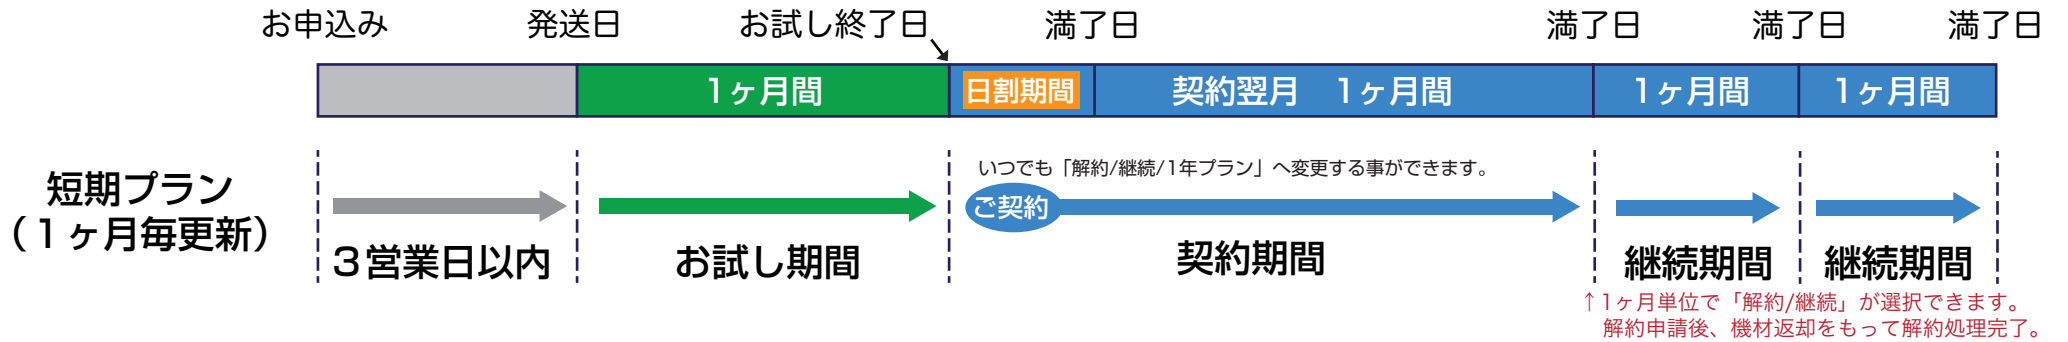 お申込み 発送日 お試し終了日 満了日 満了日 満了日 満了日
1ヶ月間 日割期間 契約翌月 1ヶ月間 1ヶ月間 1ヶ月間
短期プラン
（1ヶ月毎更新）
いつでも「解約/継続/1年プラン」へ変更する事ができます。
ご契約
3営業日以内 お試し期間 契約期間 継続期間 継続期間
↑1ヶ月単位で「解約/継続」が選択できます。
解約申請後、機材返却をもって解約処理完了。